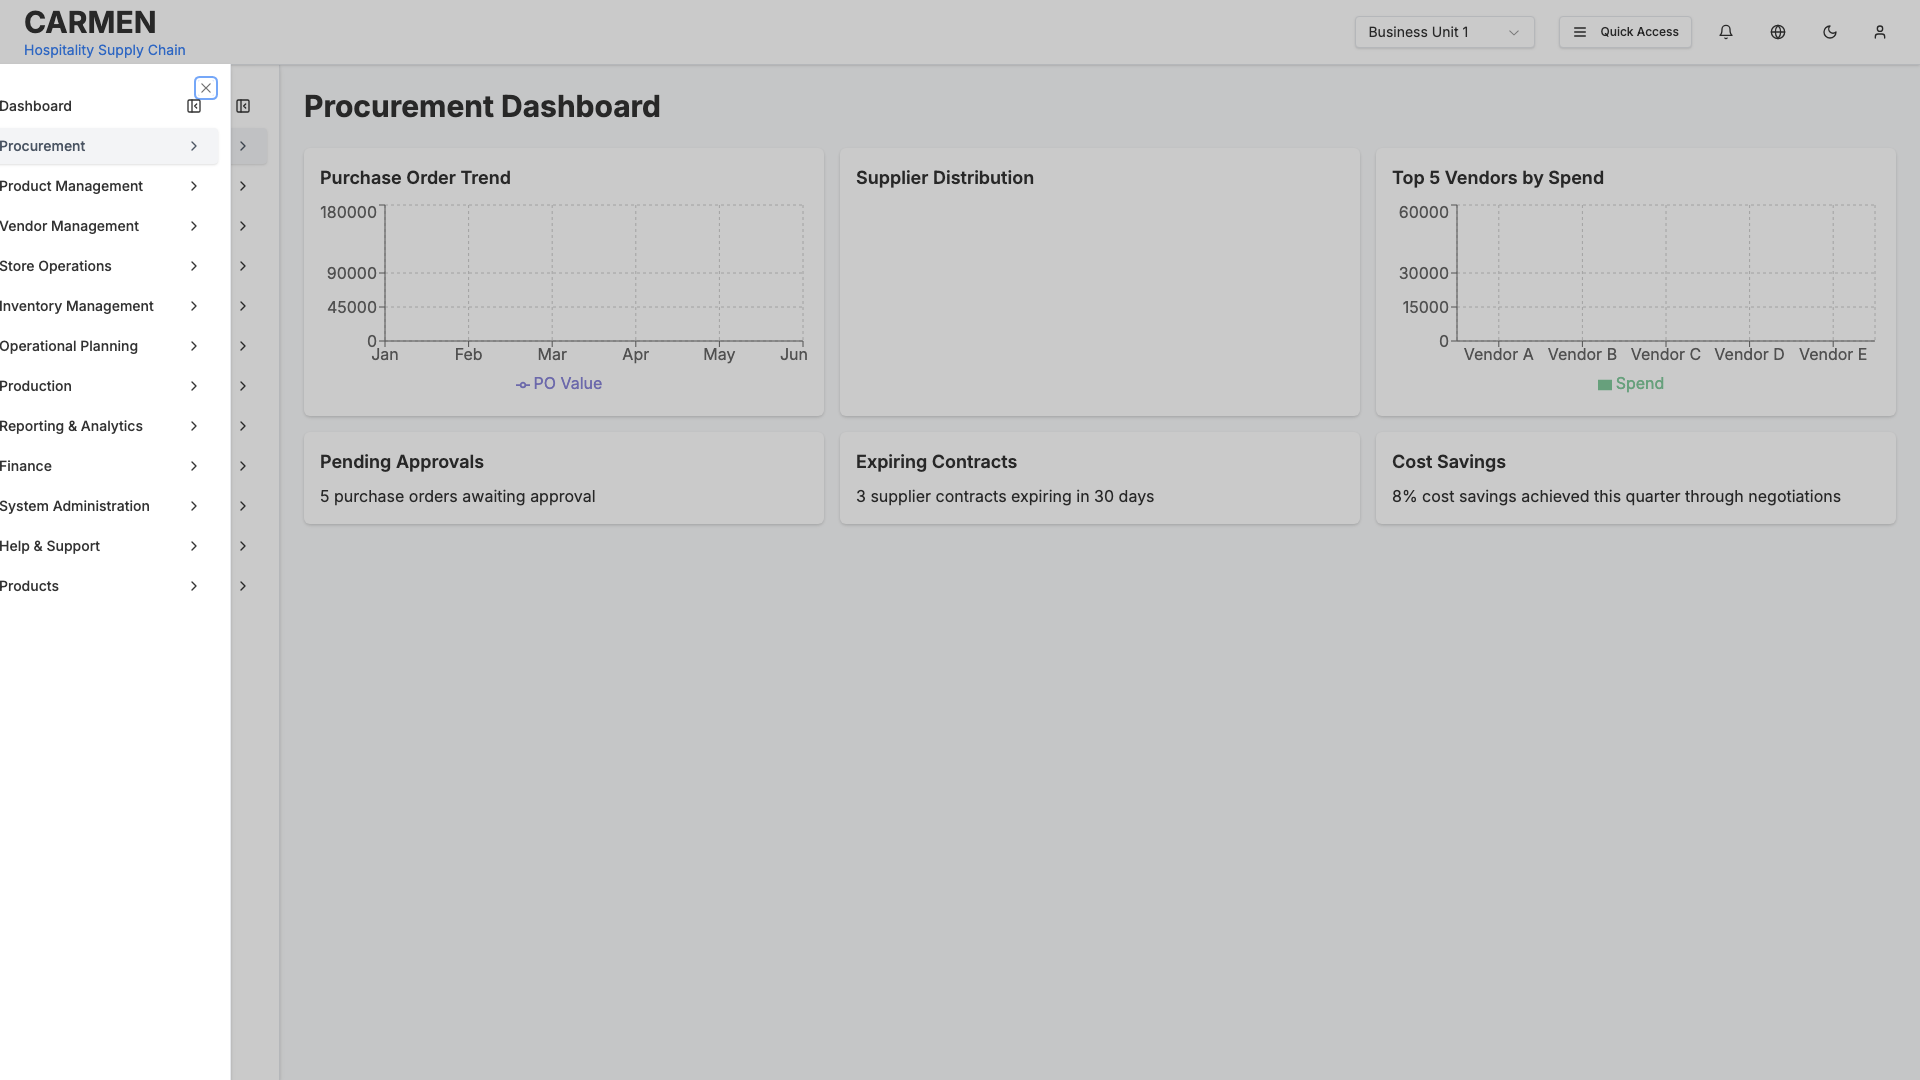 CARMEN
Hospitality Supply Chain
Business Unit 1
Quick Access
Dashboard
Procurement
Product Management
Vendor Management
Store Operations
Inventory Management
Operational Planning
Production
Reporting & Analytics
Finance
System Administration
Help & Support
Products
Procurement Dashboard
Purchase Order Trend
180000
90000
45000
0
Jan Feb Mar Apr May Jun
PO Value
Supplier Distribution
Top 5 Vendors by Spend
60000
30000
15000
0
Vendor A Vendor B Vendor C Vendor D Vendor E
Spend
Pending Approvals
5 purchase orders awaiting approval
Expiring Contracts
3 supplier contracts expiring in 30 days
Cost Savings
8% cost savings achieved this quarter through negotiations